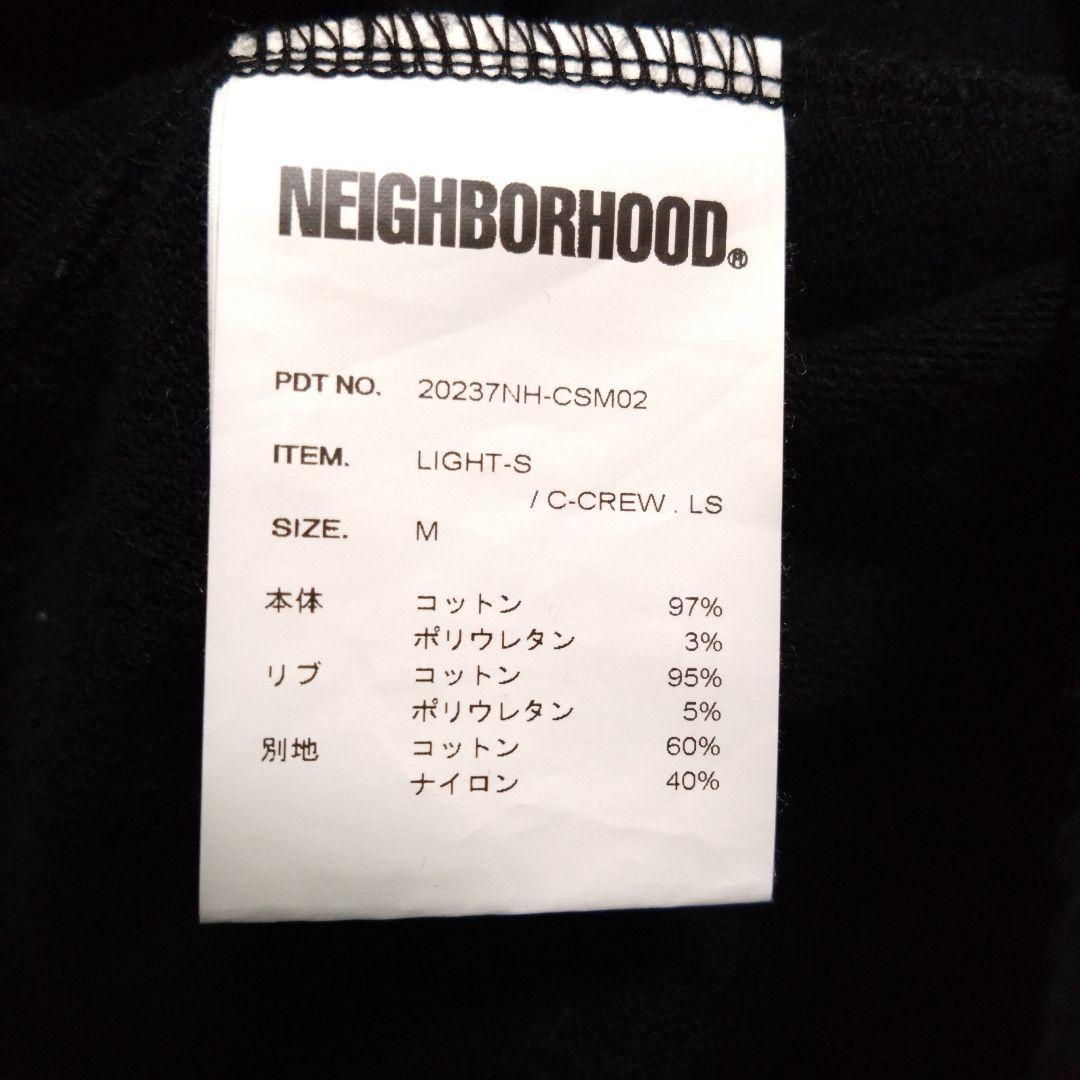 NEIGHBORHOOD®
PDT NO. 20237NH-CSM02
ITEM. LIGHT-S
/ C-CREW . LS
SIZE. M
本体 コットン 97%
ポリウレタン 3%
リブ コットン 95%
ポリウレタン 5%
別地 コットン 60%
ナイロン 40%